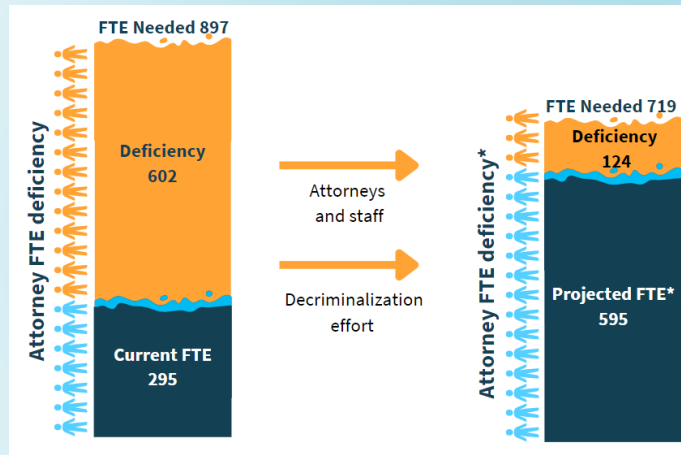 FTE Needed 897
Attorney FTE deficiency
Deficiency
602
Current FTE
295
Attorneys
and staff
Decriminalization
effort
FTE Needed 719
Attorney FTE deficiency*
Deficiency
124
Projected FTE*
595